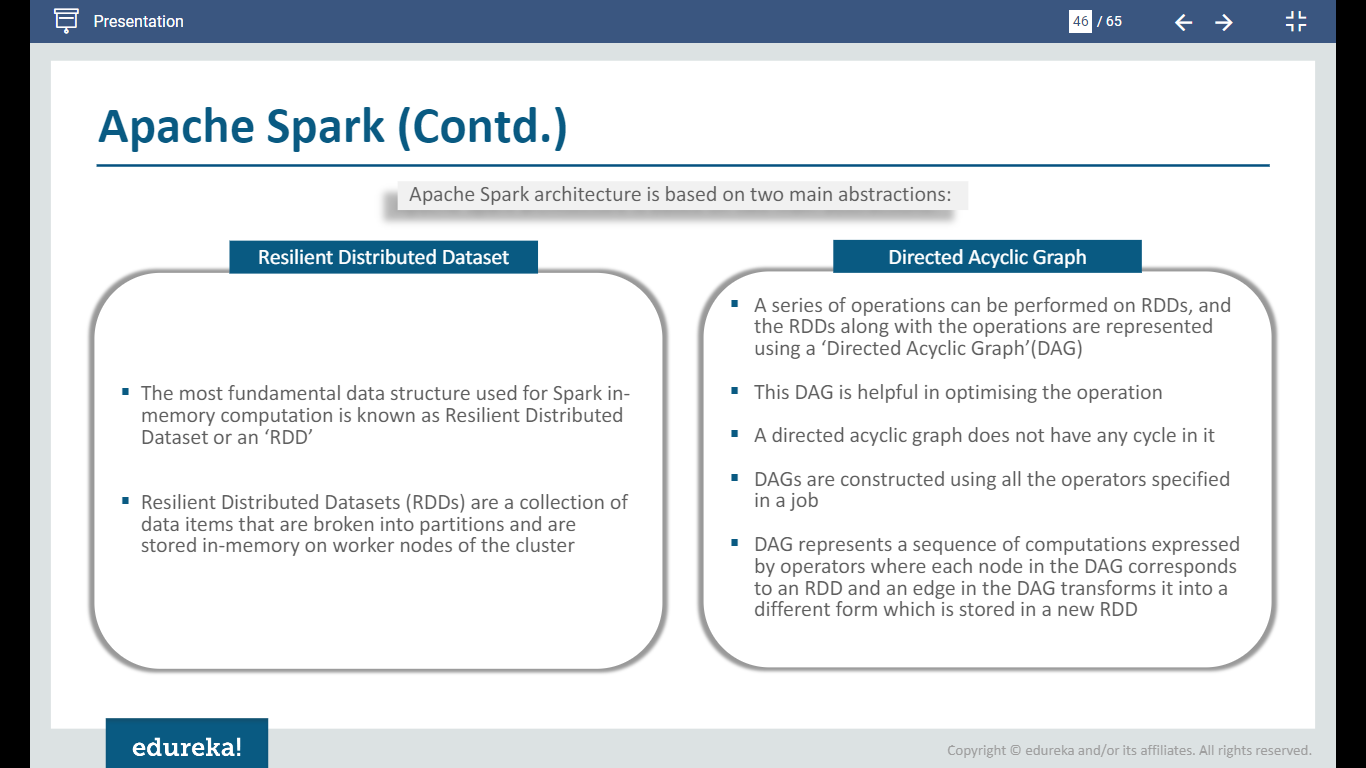 Presentation
46 / 65
Apache Spark (Contd.)
Apache Spark architecture is based on two main abstractions:
Resilient Distributed Dataset
▪ The most fundamental data structure used for Spark in-
memory computation is known as Resilient Distributed
Dataset or an ‘RDD’
▪ Resilient Distributed Datasets (RDDs) are a collection of
data items that are broken into partitions and are
stored in-memory on worker nodes of the cluster
Directed Acyclic Graph
▪ A series of operations can be performed on RDDs, and
the RDDs along with the operations are represented
using a ‘Directed Acyclic Graph’(DAG)
▪ This DAG is helpful in optimising the operation
▪ A directed acyclic graph does not have any cycle in it
▪ DAGs are constructed using all the operators specified
in a job
▪ DAG represents a sequence of computations expressed
by operators where each node in the DAG corresponds
to an RDD and an edge in the DAG transforms it into a
different form which is stored in a new RDD
edureka!
Copyright © edureka and/or its affiliates. All rights reserved.